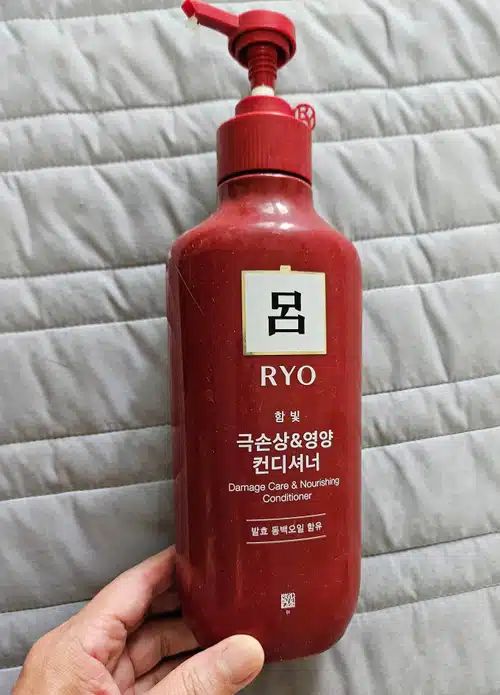 呂
RYO
함빛
극손상&영양
컨디셔너
Damage Care & Nourishing
Conditioner
발효 동백오일 함유